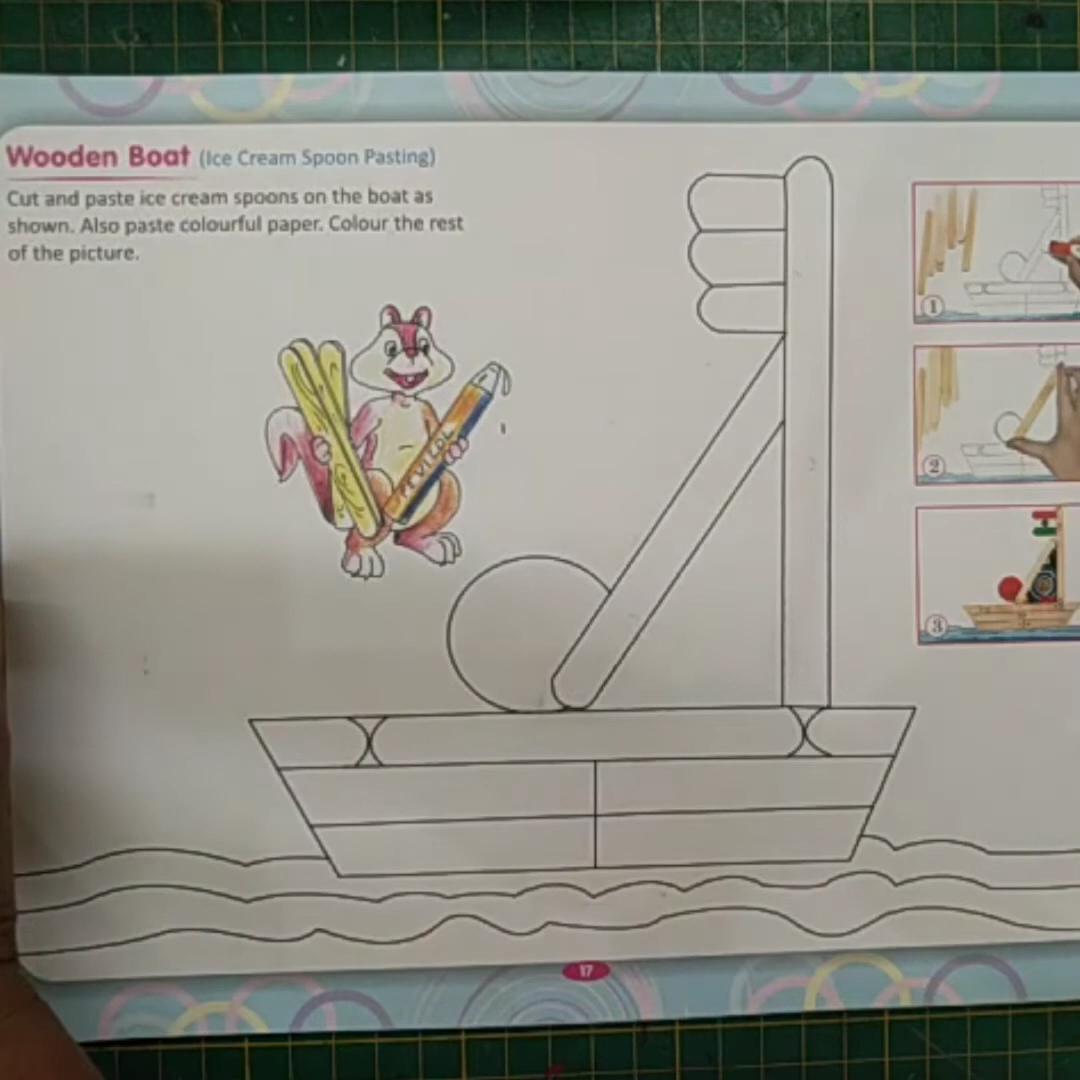 Wooden Boat (Ice Cream Spoon Pasting)
Cut and paste ice cream spoons on the boat as
shown. Also paste colourful paper. Colour the rest
of the picture.
1
2
3
17